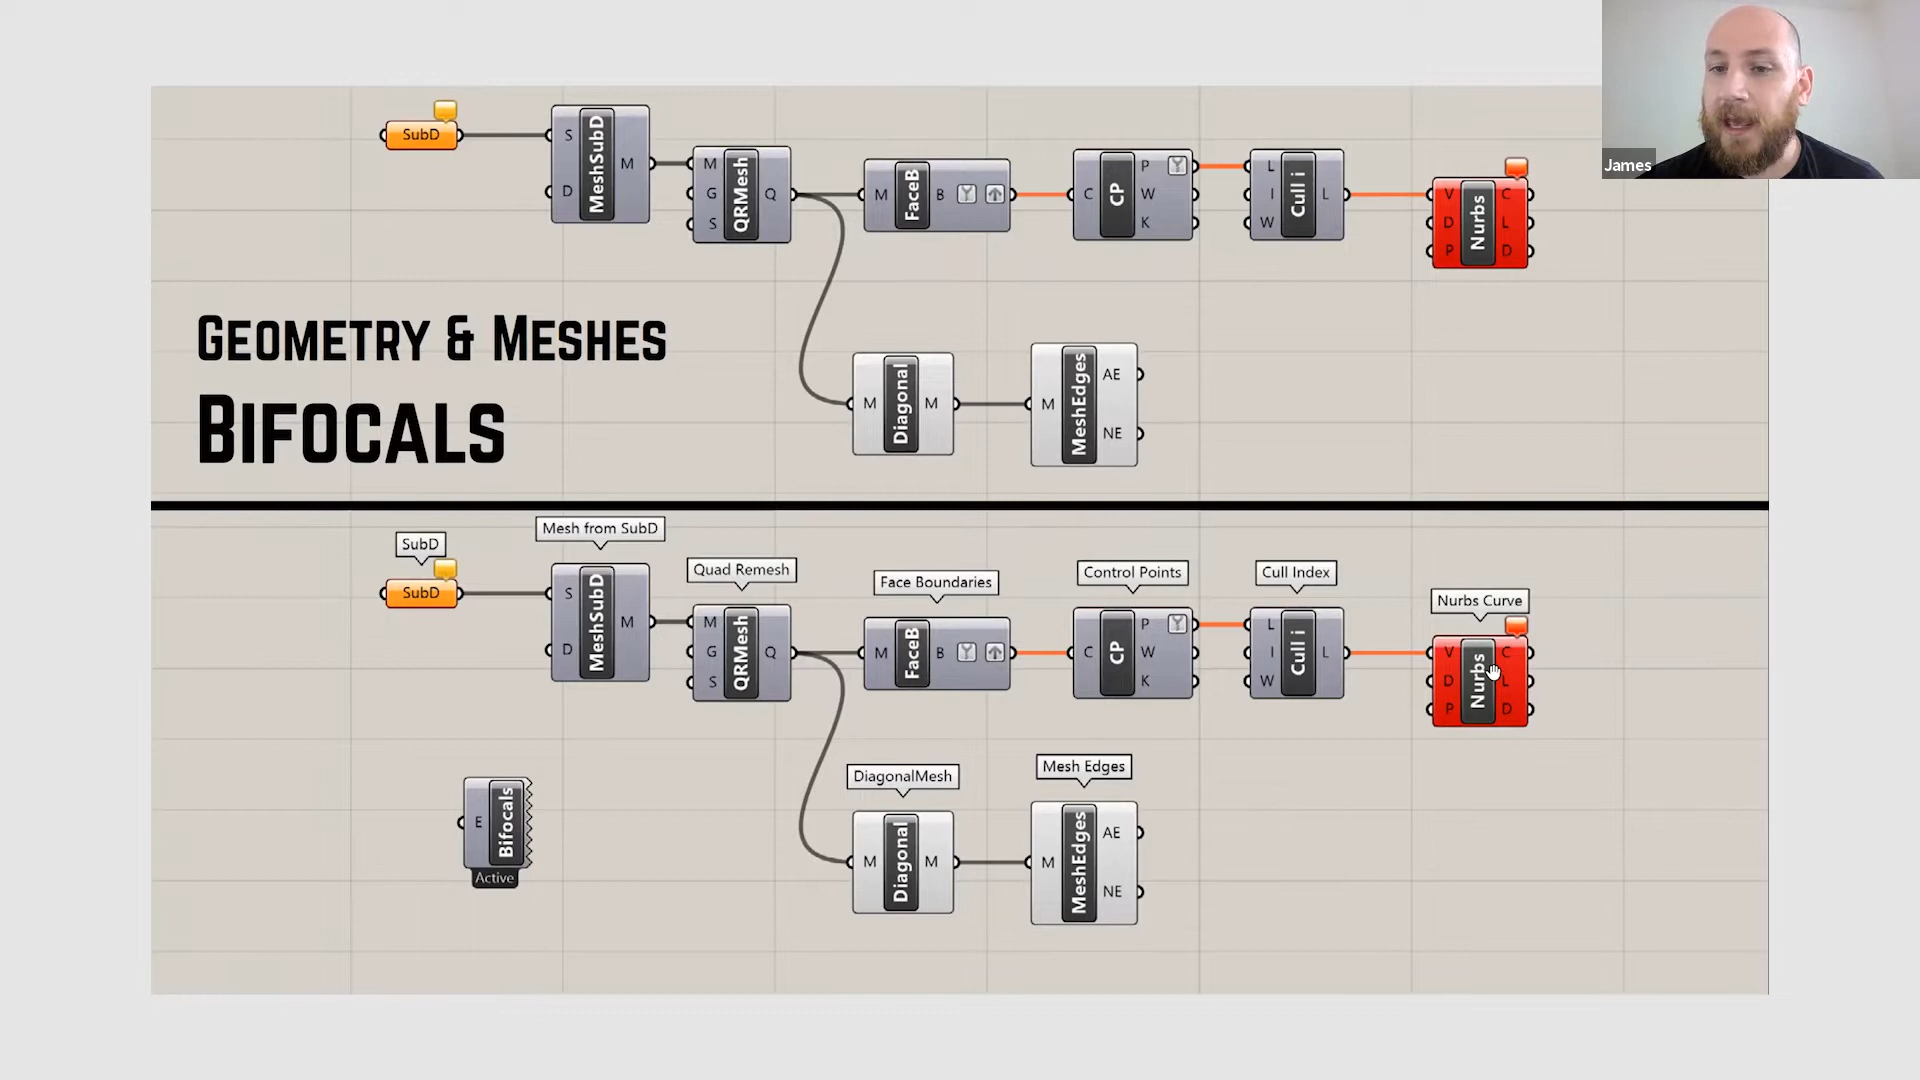 James
SubD
S
D
MeshSubD
M
M
G
S
QRMesh
Q
M
FaceB
B
C
CP
P
W
K
L
I
W
Cull i
L
V
D
P
Nurbs
C
L
D
GEOMETRY & MESHES
BIFOCALS
M
Diagonal
M
M
MeshEdges
AE
NE
SubD
Mesh from SubD
Quad Remesh
Face Boundaries
Control Points
Cull Index
Nurbs Curve
SubD
S
D
MeshSubD
M
M
G
S
QRMesh
Q
M
FaceB
B
C
CP
P
W
K
L
I
W
Cull i
L
V
D
P
Nurbs
C
L
D
E
Bifocals
Active
DiagonalMesh
Mesh Edges
M
Diagonal
M
M
MeshEdges
AE
NE